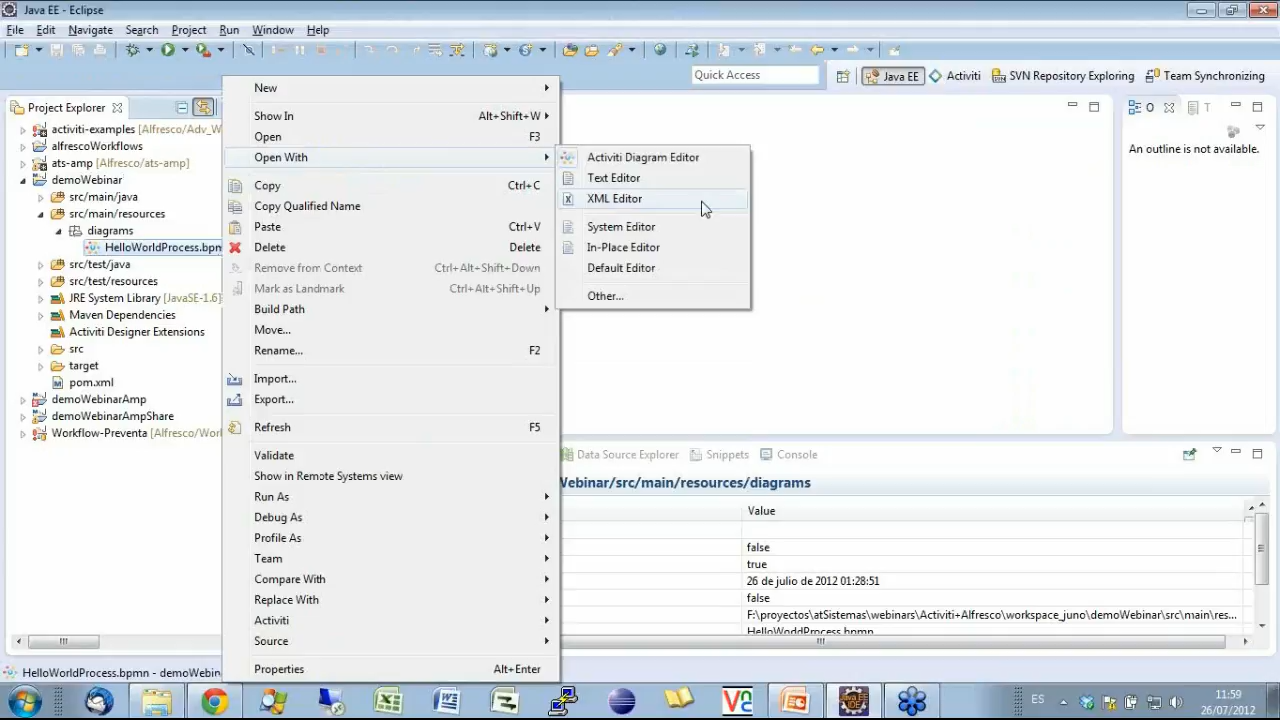 Java EE - Eclipse
File Edit Navigate Search Project Run Window Help
Quick Access
Java EE
Activiti
SVN Repository Exploring
Team Synchronizing
Project Explorer
activiti-examples [Alfresco/Adv_W
alfrescoWorkflows
ats-amp [Alfresco/ats-amp]
demoWebinar
src/main/java
src/main/resources
diagrams
HelloWorldProcess.bpmn
src/test/java
src/test/resources
JRE System Library [JavaSE-1.6]
Maven Dependencies
Activiti Designer Extensions
src
target
pom.xml
demoWebinarAmp
demoWebinarAmpShare
Workflow-Preventa [Alfresco/Wor
New
Show In Alt+Shift+W
Open F3
Open With
Copy Ctrl+C
Copy Qualified Name
Paste Ctrl+V
Delete Delete
Remove from Context Ctrl+Alt+Shift+Down
Mark as Landmark Ctrl+Alt+Shift+Up
Build Path
Move...
Rename... F2
Import...
Export...
Refresh F5
Validate
Show in Remote Systems view
Run As
Debug As
Profile As
Team
Compare With
Replace With
Activiti
Source
Properties Alt+Enter
Activiti Diagram Editor
Text Editor
XML Editor
System Editor
In-Place Editor
Default Editor
Other...
O
T
An outline is not available.
Data Source Explorer
Snippets
Console
Webinar/src/main/resources/diagrams
Value
false
true
26 de julio de 2012 01:28:51
false
F:\proyectos\atSistemas\webinars\Activiti+Alfresco\workspace_juno\demoWebinar\src\main\res...
HelloWorldProcess.bpmn
HelloWorldProcess.bpmn - demoWebin
ES
11:59
26/07/2012